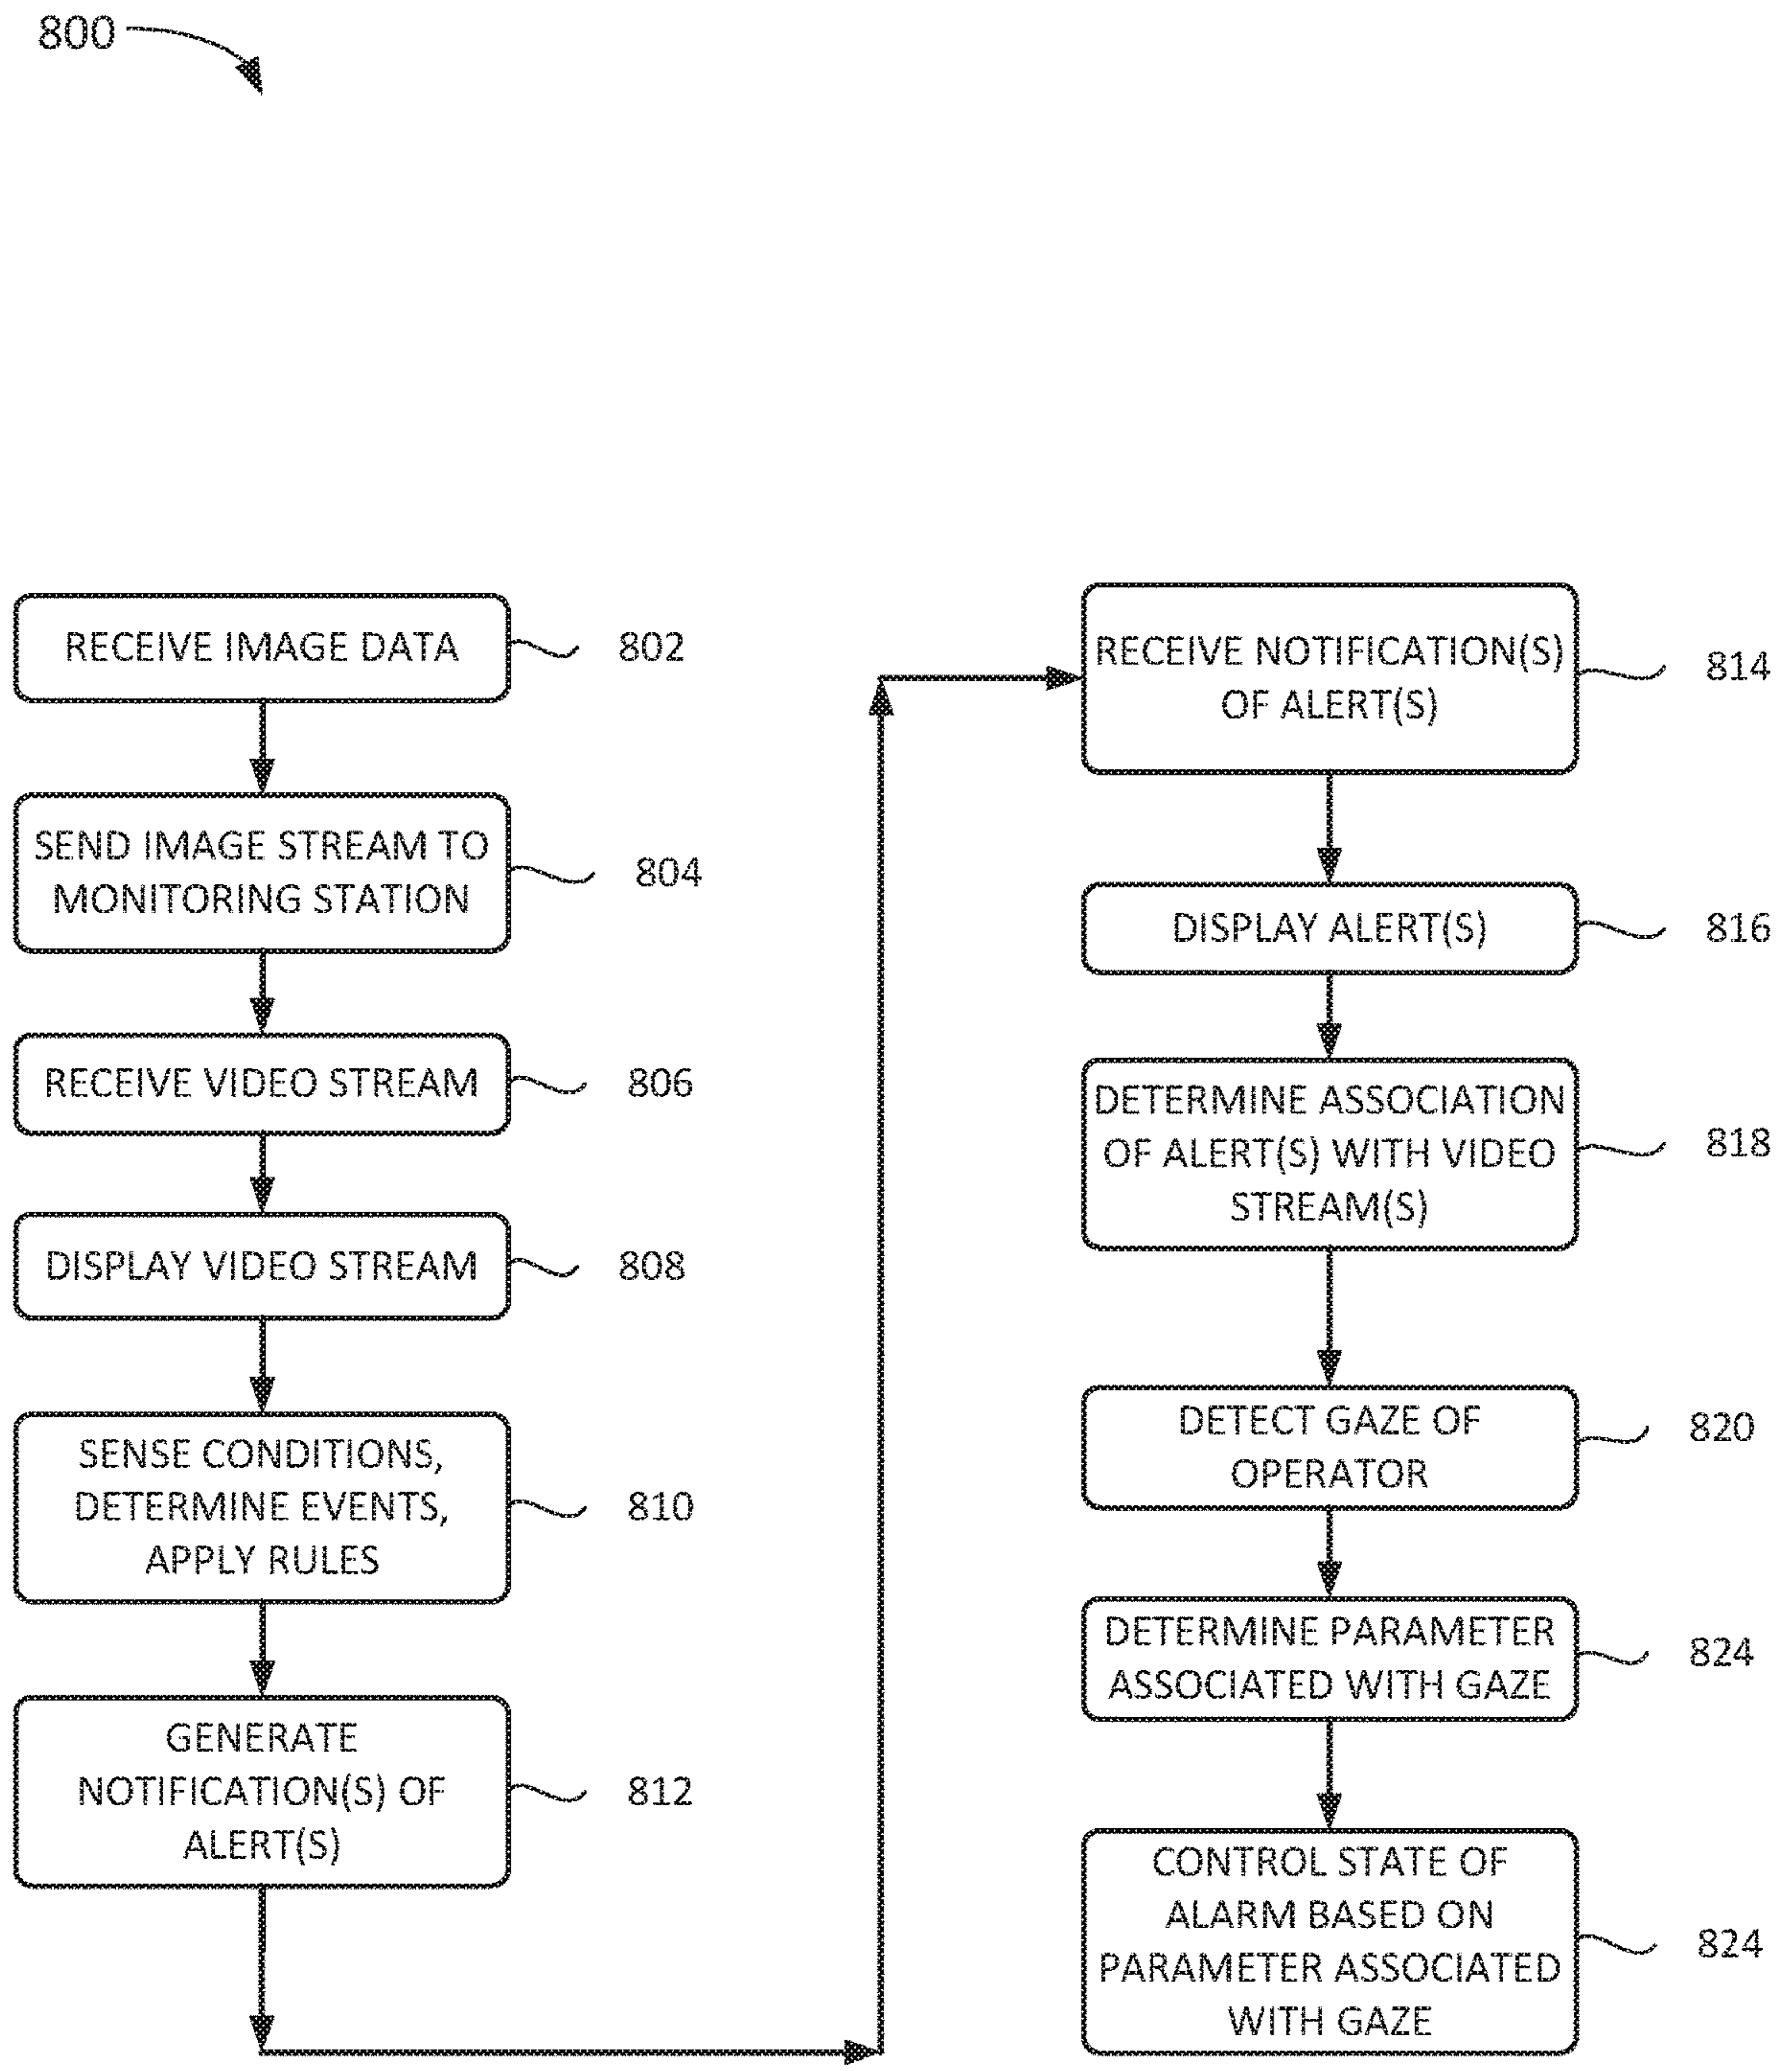 800
RECEIVE IMAGE DATA
802
SEND IMAGE STREAM TO
MONITORING STATION
804
RECEIVE VIDEO STREAM
806
DISPLAY VIDEO STREAM
808
SENSE CONDITIONS,
DETERMINE EVENTS,
APPLY RULES
810
GENERATE
NOTIFICATION(S) OF
ALERT(S)
812
RECEIVE NOTIFICATION(S)
OF ALERT(S)
814
DISPLAY ALERT(S)
816
DETERMINE ASSOCIATION
OF ALERT(S) WITH VIDEO
STREAM(S)
818
DETECT GAZE OF
OPERATOR
820
DETERMINE PARAMETER
ASSOCIATED WITH GAZE
824
CONTROL STATE OF
ALARM BASED ON
PARAMETER ASSOCIATED
WITH GAZE
824